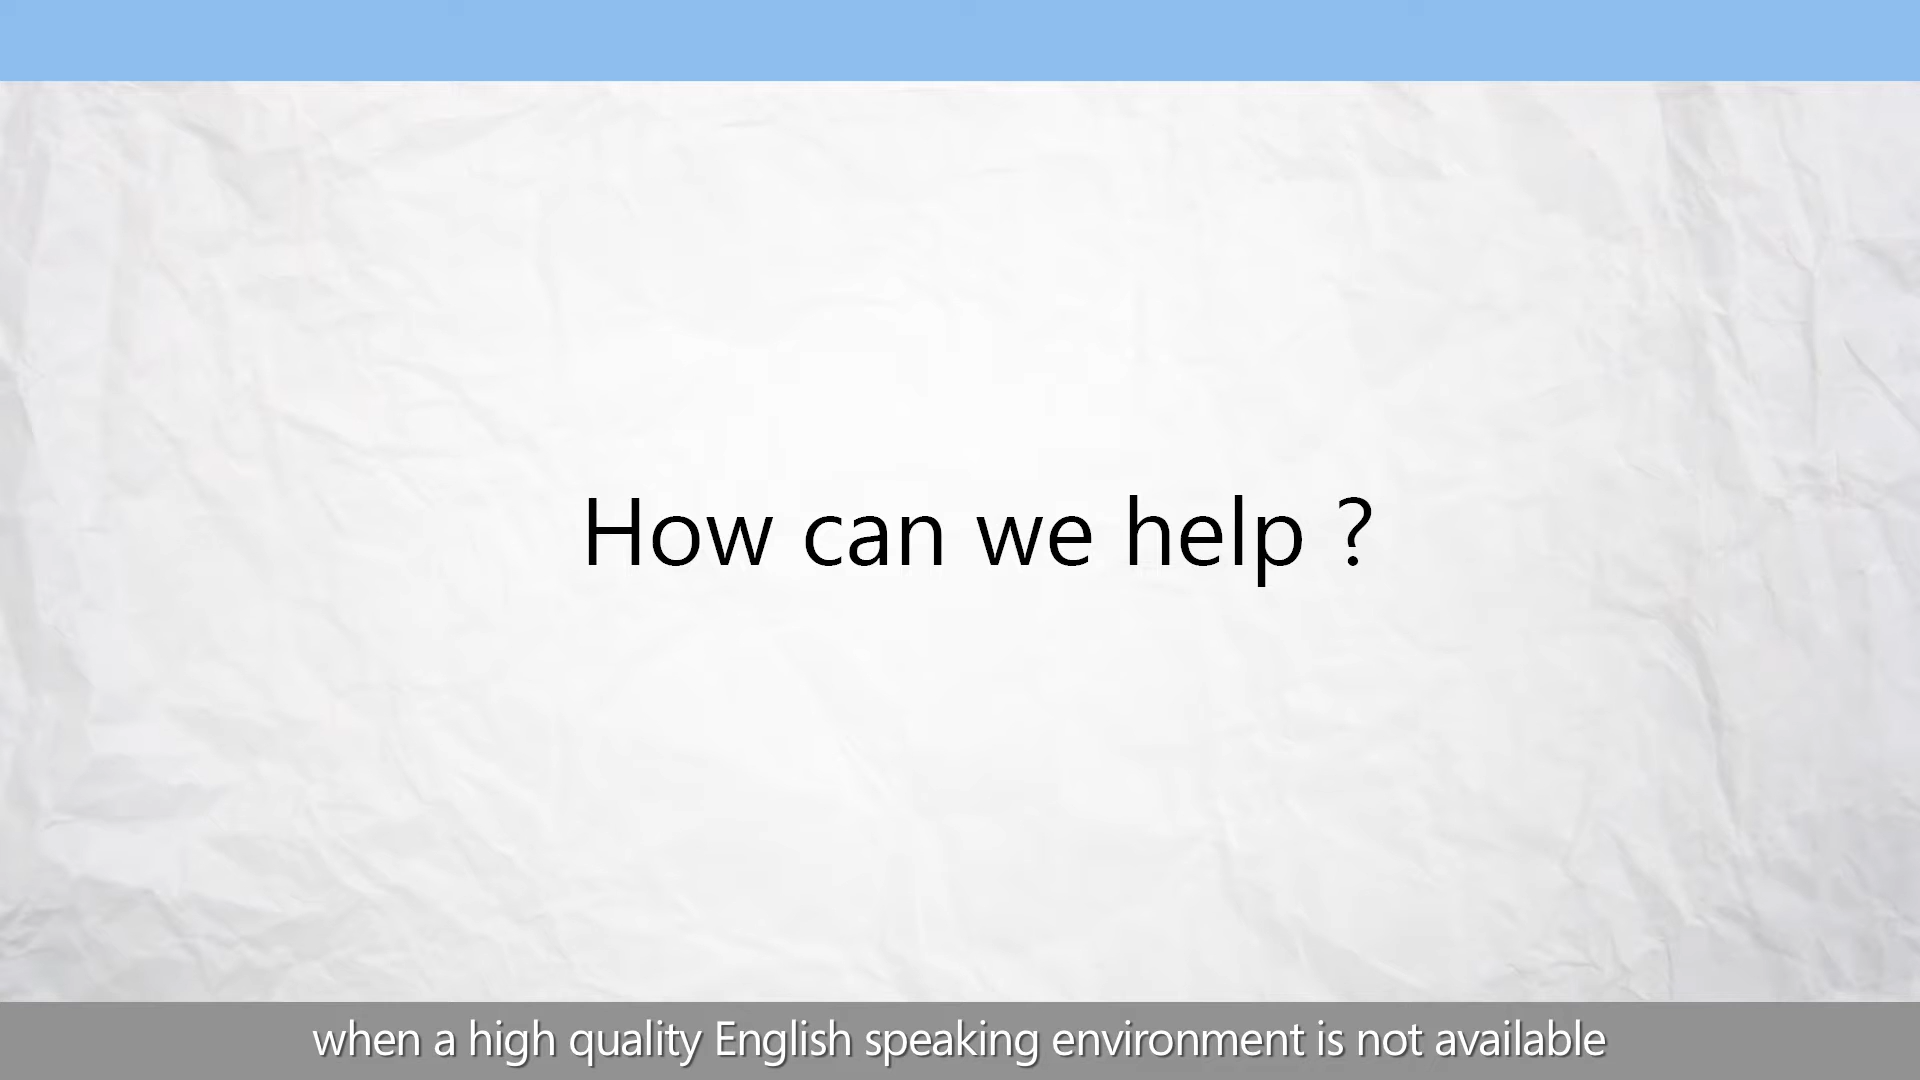 How can we help ?
when a high quality English speaking environment is not available